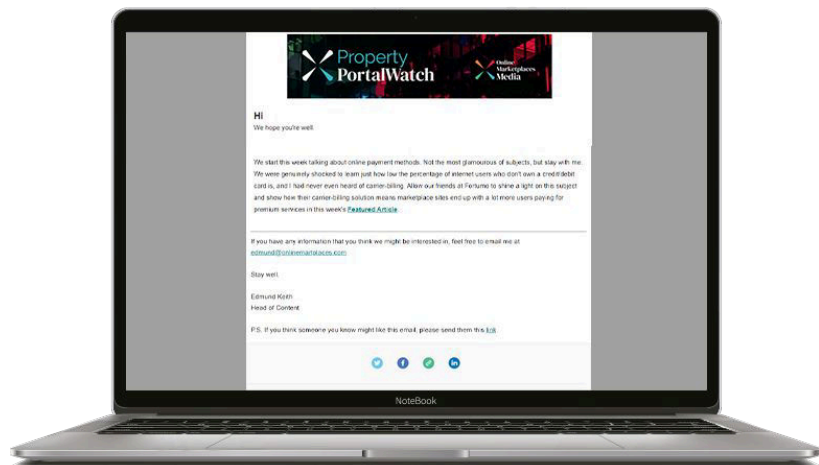 Property
PortalWatch
Online
Marketplaces
Media
Hi
We hope you're well.
We start this week talking about online payment methods. Not the most glamourous of subjects, but stay with me.
We were genuinely shocked to learn just how low the percentage of internet users who don't own a credit/debit
card is, and I had never even heard of carrier-billing. Allow our friends at Fortumo to shine a light on this subject
and show how their carrier-billing solution means marketplace sites end up with a lot more users paying for
premium services in this week's Featured Article.
If you have any information that you think we might be interested in, feel free to email me at
edmund@onlinemarketplaces.com
Stay well.
Edmund Keith
Head of Content
P.S. If you think someone you know might like this email, please send them this link
NoteBook